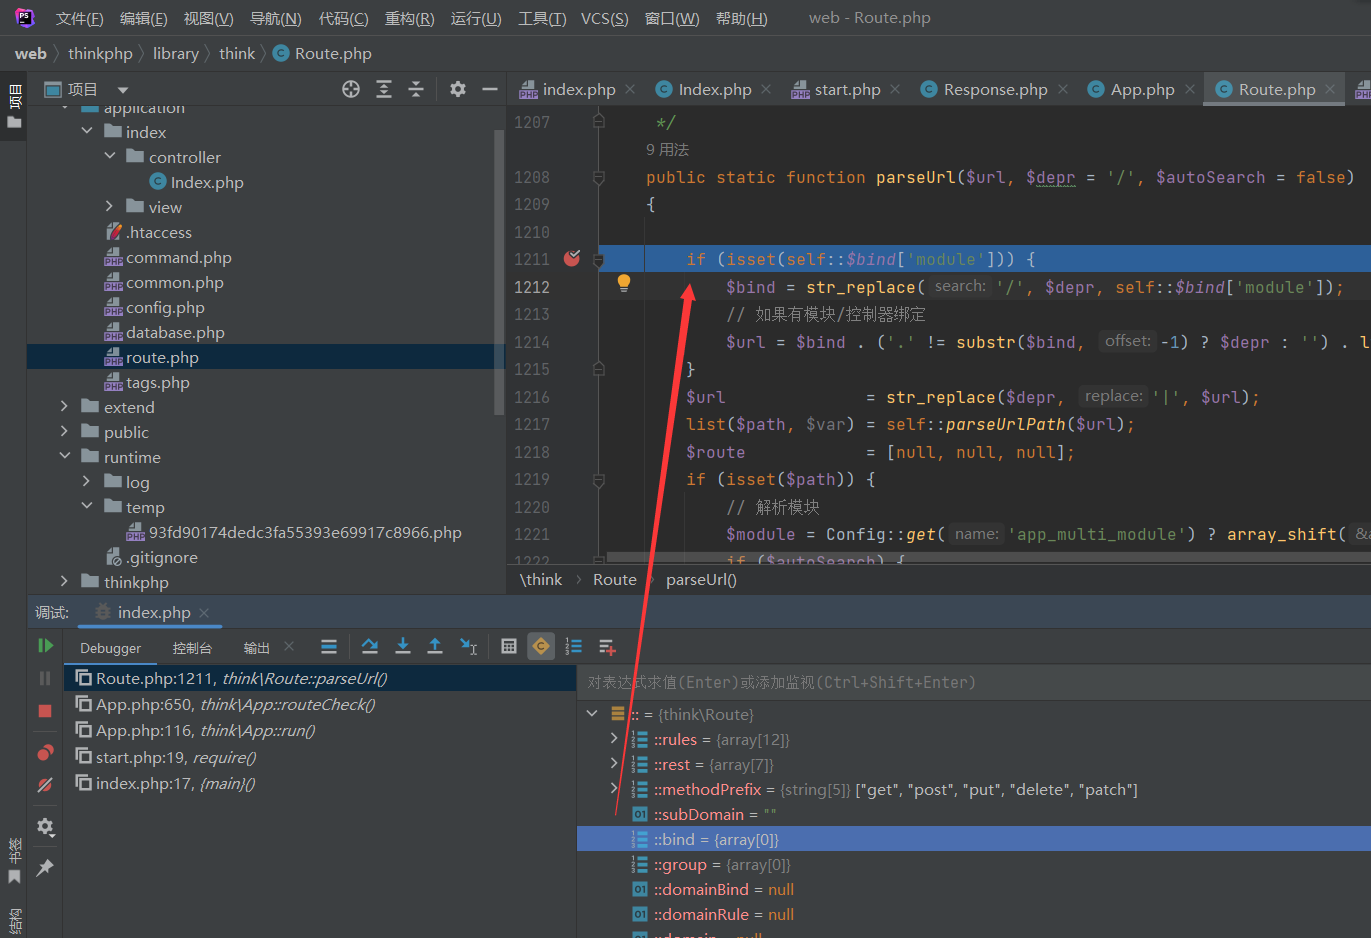 文件(F) 编辑(E) 视图(V) 导航(N) 代码(C) 重构(R) 运行(U) 工具(T) VCS(S) 窗口(W) 帮助(H) web - Route.php
web thinkphp library think Route.php
项目
项目
index.php Index.php start.php Response.php App.php Route.php
application
index
controller
Index.php
view
.htaccess
command.php
common.php
config.php
database.php
route.php
tags.php
extend
public
runtime
log
temp
93fd90174dedc3fa55393e69917c8966.php
.gitignore
thinkphp
1207 */
9 用法
1208 public static function parseUrl($url, $depr = '/', $autoSearch = false)
1209 {
1210
1211 if (isset(self::$bind['module'])) {
1212 $bind = str_replace( search: '/', $depr, self::$bind['module']);
1213 // 如果有模块/控制器绑定
1214 $url = $bind . ('.' != substr($bind, offset: -1) ? $depr : '') . l
1215 }
1216 $url = str_replace($depr, replace: '|', $url);
1217 list($path, $var) = self::parseUrlPath($url);
1218 $route = [null, null, null];
1219 if (isset($path)) {
1220 // 解析模块
1221 $module = Config::get( name: 'app_multi_module') ? array_shift( &a
1222 if ($autoSearch) {
\think Route parseUrl()
调试: index.php
Debugger 控制台 输出
Route.php:1211, think\Route::parseUrl()
App.php:650, think\App::routeCheck()
App.php:116, think\App::run()
start.php:19, require()
index.php:17, {main}()
对表达式求值(Enter)或添加监视(Ctrl+Shift+Enter)
:: = {think\Route}
::rules = {array[12]}
::rest = {array[7]}
::methodPrefix = {string[5]} ["get", "post", "put", "delete", "patch"]
::subDomain = ""
::bind = {array[0]}
::group = {array[0]}
::domainBind = null
::domainRule = null
::domain = null
书签
结构